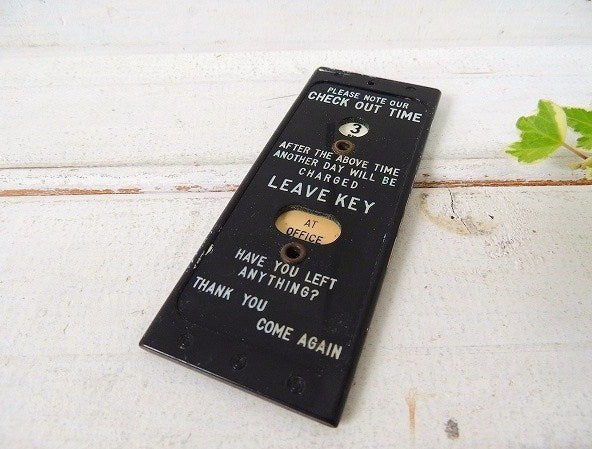 PLEASE NOTE OUR
CHECK OUT TIME
3
AFTER THE ABOVE TIME
ANOTHER DAY WILL BE
CHARGED
LEAVE KEY
AT
OFFICE
HAVE YOU LEFT
ANYTHING?
THANK YOU
COME AGAIN